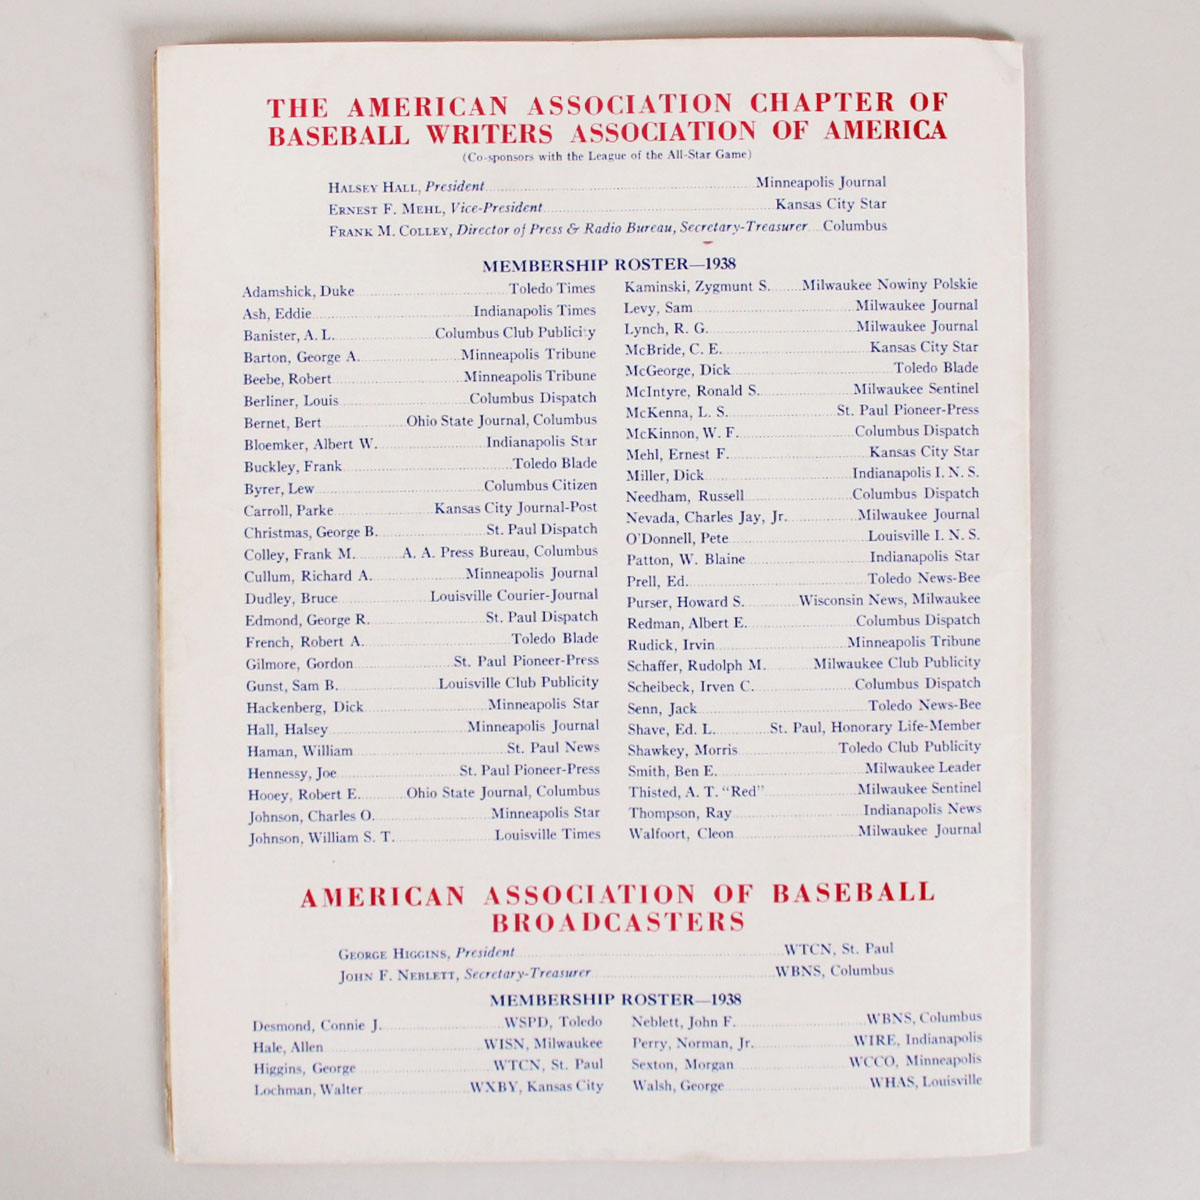 THE AMERICAN ASSOCIATION CHAPTER OF
BASEBALL WRITERS ASSOCIATION OF AMERICA
(Co-sponsors with the League of the All-Star Game)
HALSEY HALL, President Minneapolis Journal
ERNEST F. MEHL, Vice-President Kansas City Star
FRANK M. COLLEY, Director of Press & Radio Bureau, Secretary-Treasurer Columbus
MEMBERSHIP ROSTER—1938
Adamshick, Duke Toledo Times
Ash, Eddie Indianapolis Times
Banister, A. L. Columbus Club Publicity
Barton, George A. Minneapolis Tribune
Beebe, Robert Minneapolis Tribune
Berliner, Louis Columbus Dispatch
Bernet, Bert Ohio State Journal, Columbus
Bloemker, Albert W. Indianapolis Star
Buckley, Frank Toledo Blade
Byrer, Lew Columbus Citizen
Carroll, Parke Kansas City Journal-Post
Christmas, George B. St. Paul Dispatch
Colley, Frank M. A. A. Press Bureau, Columbus
Cullum, Richard A. Minneapolis Journal
Dudley, Bruce Louisville Courier-Journal
Edmond, George R. St. Paul Dispatch
French, Robert A. Toledo Blade
Gilmore, Gordon St. Paul Pioneer-Press
Gunst, Sam B. Louisville Club Publicity
Hackenberg, Dick Minneapolis Star
Hall, Halsey Minneapolis Journal
Haman, William St. Paul News
Hennessy, Joe St. Paul Pioneer-Press
Hooey, Robert E. Ohio State Journal, Columbus
Johnson, Charles O. Minneapolis Star
Johnson, William S. T. Louisville Times
Kaminski, Zygmunt S. Milwaukee Nowiny Polskie
Levy, Sam Milwaukee Journal
Lynch, R. G. Milwaukee Journal
McBride, C. E. Kansas City Star
McGeorge, Dick Toledo Blade
McIntyre, Ronald S. Milwaukee Sentinel
McKenna, L. S. St. Paul Pioneer-Press
McKinnon, W. F. Columbus Dispatch
Mehl, Ernest F. Kansas City Star
Miller, Dick Indianapolis I. N. S.
Needham, Russell Columbus Dispatch
Nevada, Charles Jay, Jr. Milwaukee Journal
O'Donnell, Pete Louisville I. N. S.
Patton, W. Blaine Indianapolis Star
Prell, Ed. Toledo News-Bee
Purser, Howard S. Wisconsin News, Milwaukee
Redman, Albert E. Columbus Dispatch
Rudick, Irvin Minneapolis Tribune
Schaffer, Rudolph M. Milwaukee Club Publicity
Scheibeck, Irven C. Columbus Dispatch
Senn, Jack Toledo News-Bee
Shave, Ed. L. St. Paul, Honorary Life-Member
Shawkey, Morris Toledo Club Publicity
Smith, Ben E. Milwaukee Leader
Thisted, A. T. "Red" Milwaukee Sentinel
Thompson, Ray Indianapolis News
Walfoort, Cleon Milwaukee Journal
AMERICAN ASSOCIATION OF BASEBALL
BROADCASTERS
GEORGE HIGGINS, President WTCN, St. Paul
JOHN F. NEBLETT, Secretary-Treasurer WBNS, Columbus
MEMBERSHIP ROSTER—1938
Desmond, Connie J. WSPD, Toledo
Hale, Allen WISN, Milwaukee
Higgins, George WTCN, St. Paul
Lochman, Walter WXBY, Kansas City
Neblett, John F. WBNS, Columbus
Perry, Norman, Jr. WIRE, Indianapolis
Sexton, Morgan WCCO, Minneapolis
Walsh, George WHAS, Louisville